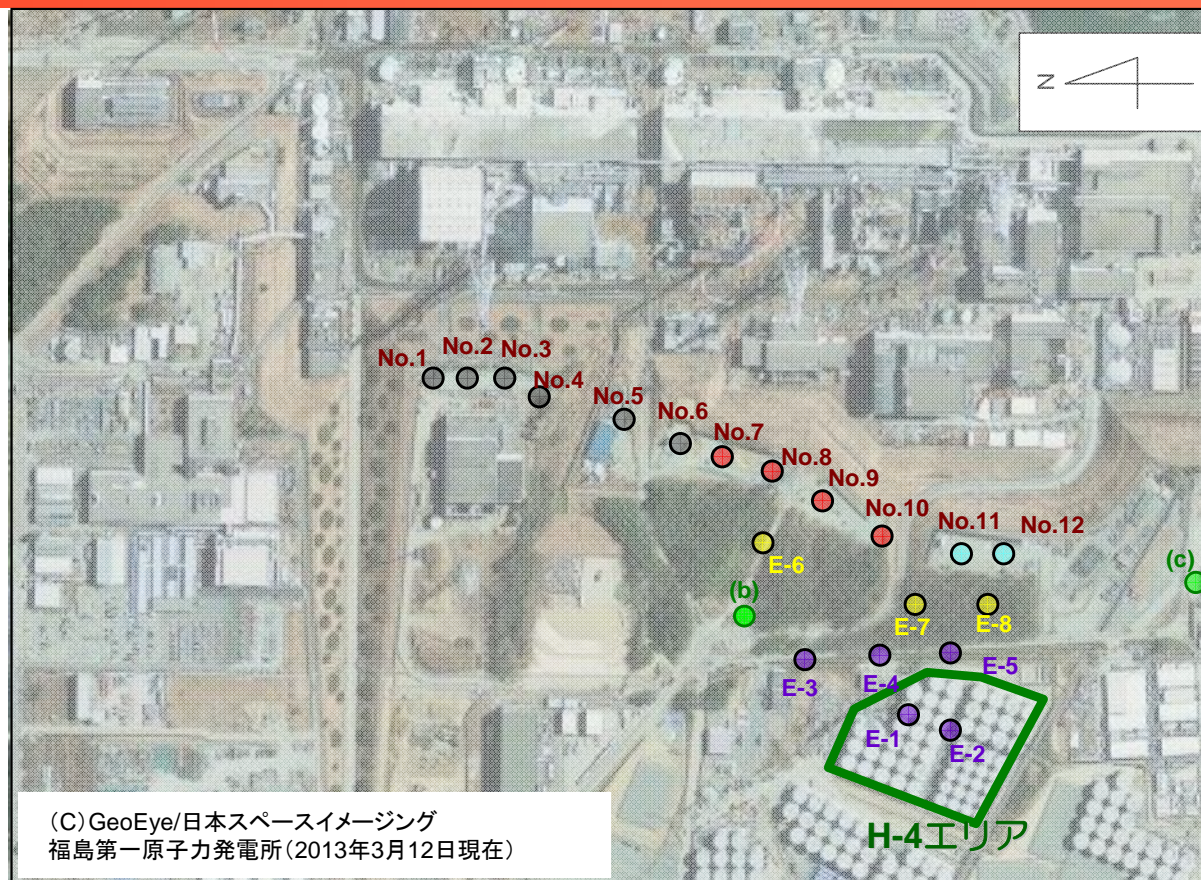 N
No.1
No.2
No.3
No.4
No.5
No.6
No.7
No.8
No.9
No.10
No.11
No.12
E-6
(c)
(b)
E-7
E-8
E-3
E-4
E-5
E-1
E-2
H-4エリア
(C)GeoEye/日本スペースイメージング
福島第一原子力発電所(2013年3月12日現在)